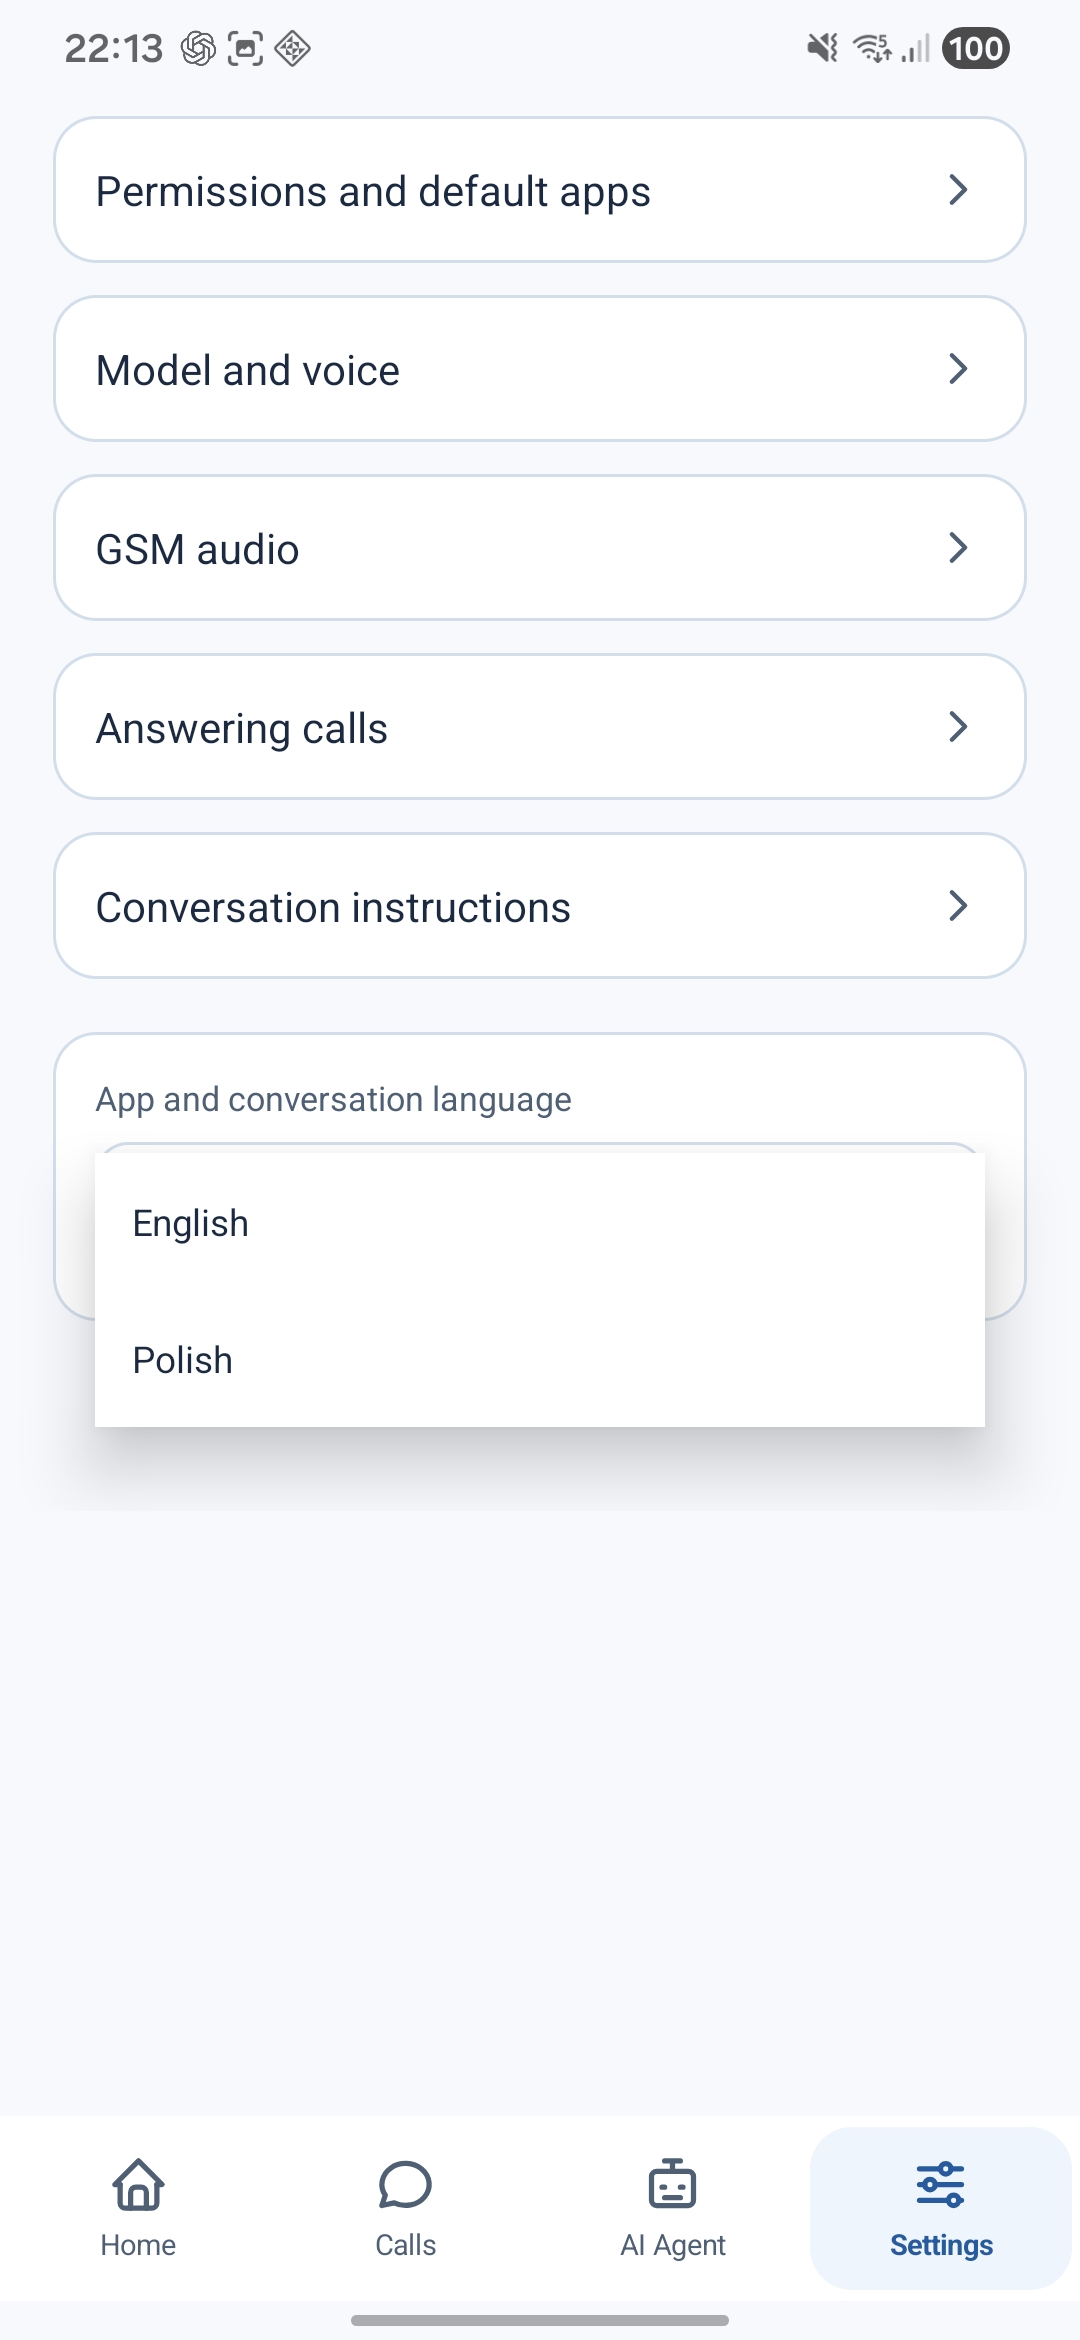 22:13
5
100
Permissions and default apps
Model and voice
GSM audio
Answering calls
Conversation instructions
App and conversation language
English
Polish
Home
Calls
AI Agent
Settings